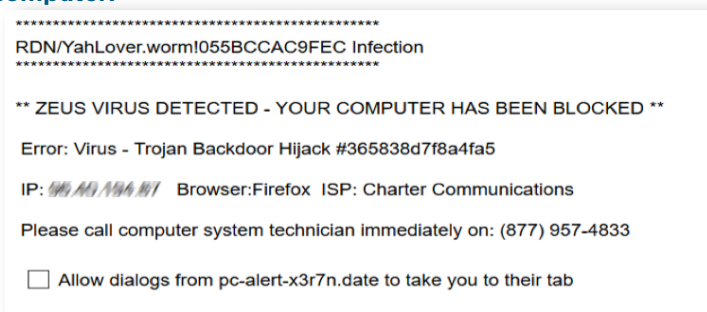 **************************************************
RDN/YahLover.worm!055BCCAC9FEC Infection
**************************************************
** ZEUS VIRUS DETECTED - YOUR COMPUTER HAS BEEN BLOCKED **
Error: Virus - Trojan Backdoor Hijack #365838d7f8a4fa5
IP: Browser:Firefox ISP: Charter Communications
Please call computer system technician immediately on: (877) 957-4833
Allow dialogs from pc-alert-x3r7n.date to take you to their tab